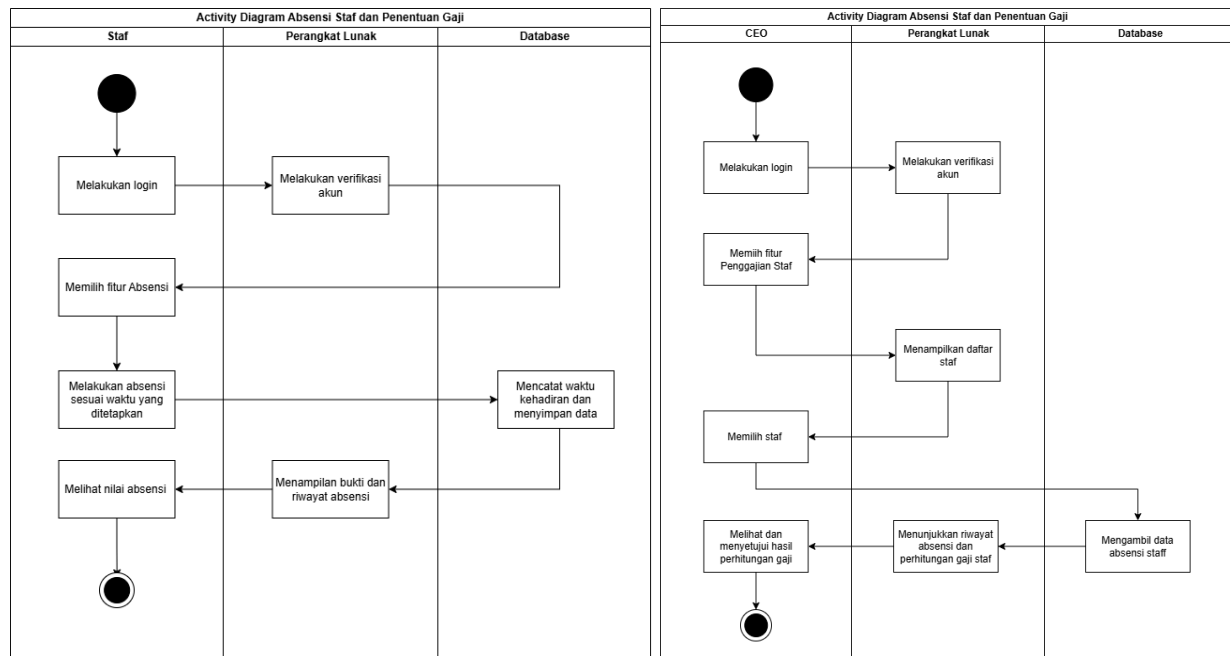 Activity Diagram Absensi Staf dan Penentuan Gaji
Staf
Perangkat Lunak
Database
Melakukan login
Melakukan verifikasi
akun
Memilih fitur Absensi
Melakukan absensi
sesuai waktu yang
ditetapkan
Mencatat waktu
kehadiran dan
menyimpan data
Melihat nilai absensi
Menampilan bukti dan
riwayat absensi
Activity Diagram Absensi Staf dan Penentuan Gaji
CEO
Perangkat Lunak
Database
Melakukan login
Melakukan verifikasi
akun
Memiih fitur
Penggajian Staf
Menampilkan daftar
staf
Memilih staf
Melihat dan
menyetujui hasil
perhitungan gaji
Menunjukkan riwayat
absensi dan
perhitungan gaji staf
Mengambil data
absensi staff